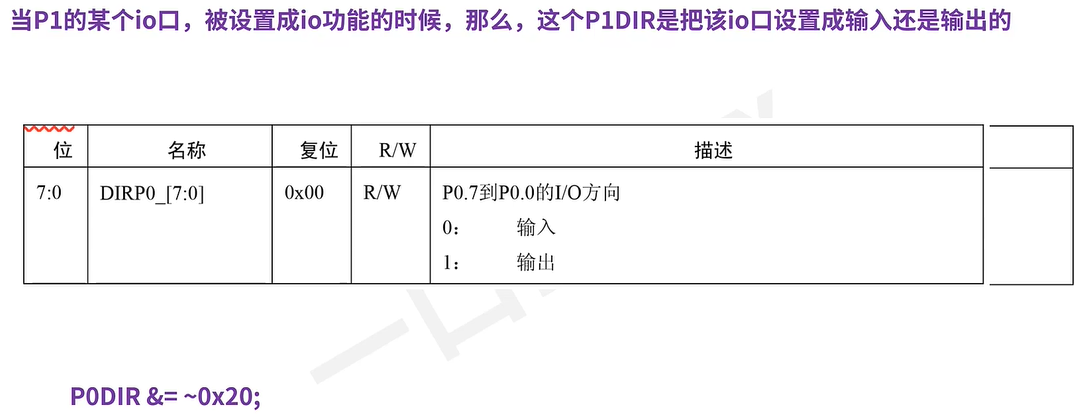 当P1的某个io口，被设置成io功能的时候，那么，这个P1DIR是把该io口设置成输入还是输出的
位 名称 复位 R/W 描述
7:0 DIRP0_[7:0] 0x00 R/W P0.7到P0.0的I/O方向
0： 输入
1： 输出
P0DIR &= ~0x20;